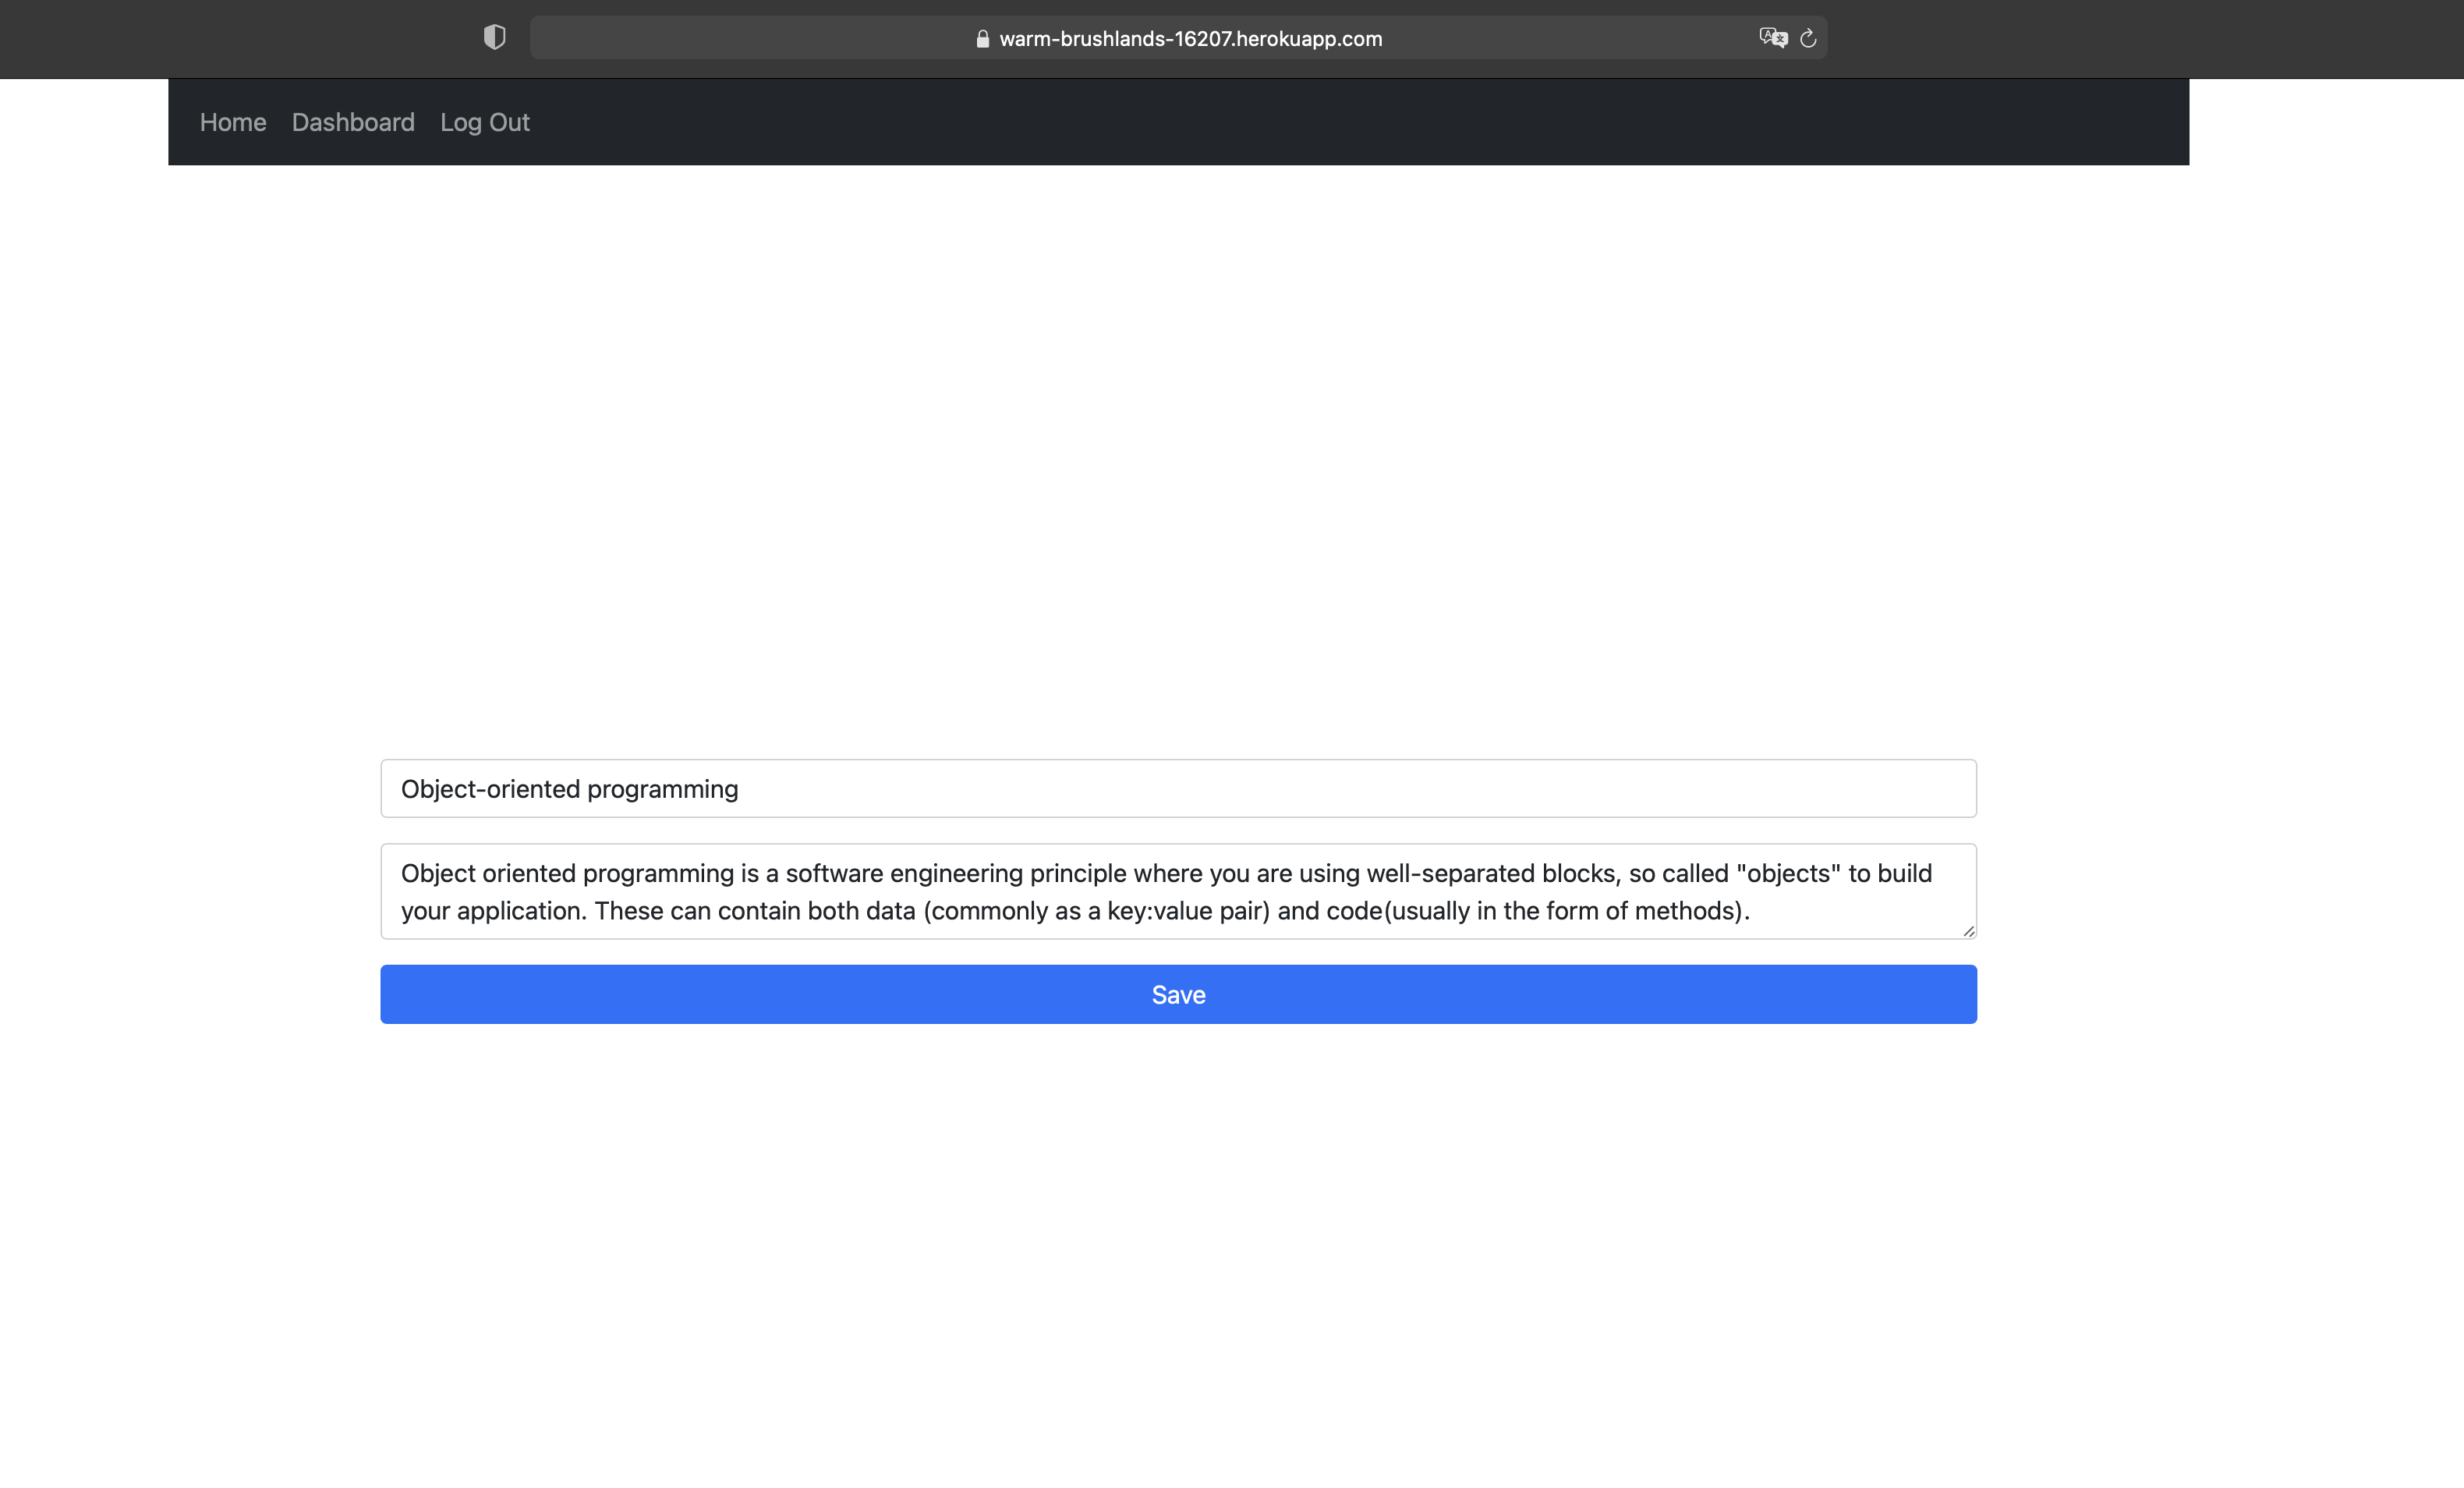 warm-brushlands-16207.herokuapp.com
Home Dashboard Log Out
Object-oriented programming
Object oriented programming is a software engineering principle where you are using well-separated blocks, so called "objects" to build
your application. These can contain both data (commonly as a key:value pair) and code(usually in the form of methods).
Save